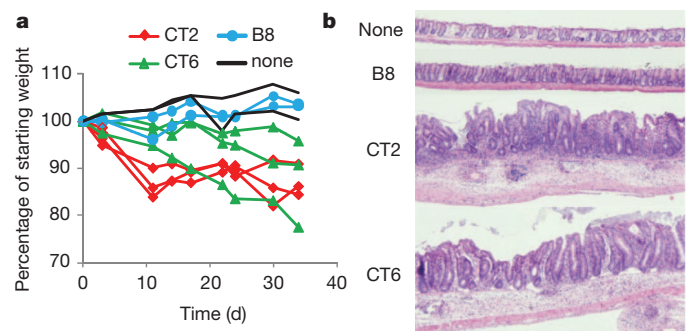 a
CT2 B8
CT6 none
Percentage of starting weight
110
100
90
80
70
0 10 20 30 40
Time (d)
b
None
B8
CT2
CT6